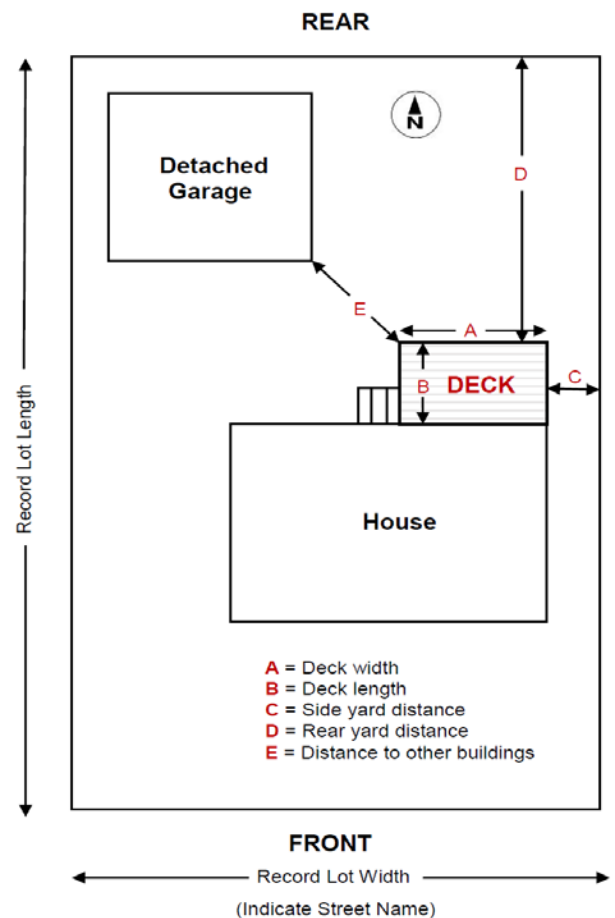 REAR
N
Detached
Garage
D
E
A
B
DECK
C
Record Lot Length
House
A = Deck width
B = Deck length
C = Side yard distance
D = Rear yard distance
E = Distance to other buildings
FRONT
Record Lot Width
(Indicate Street Name)